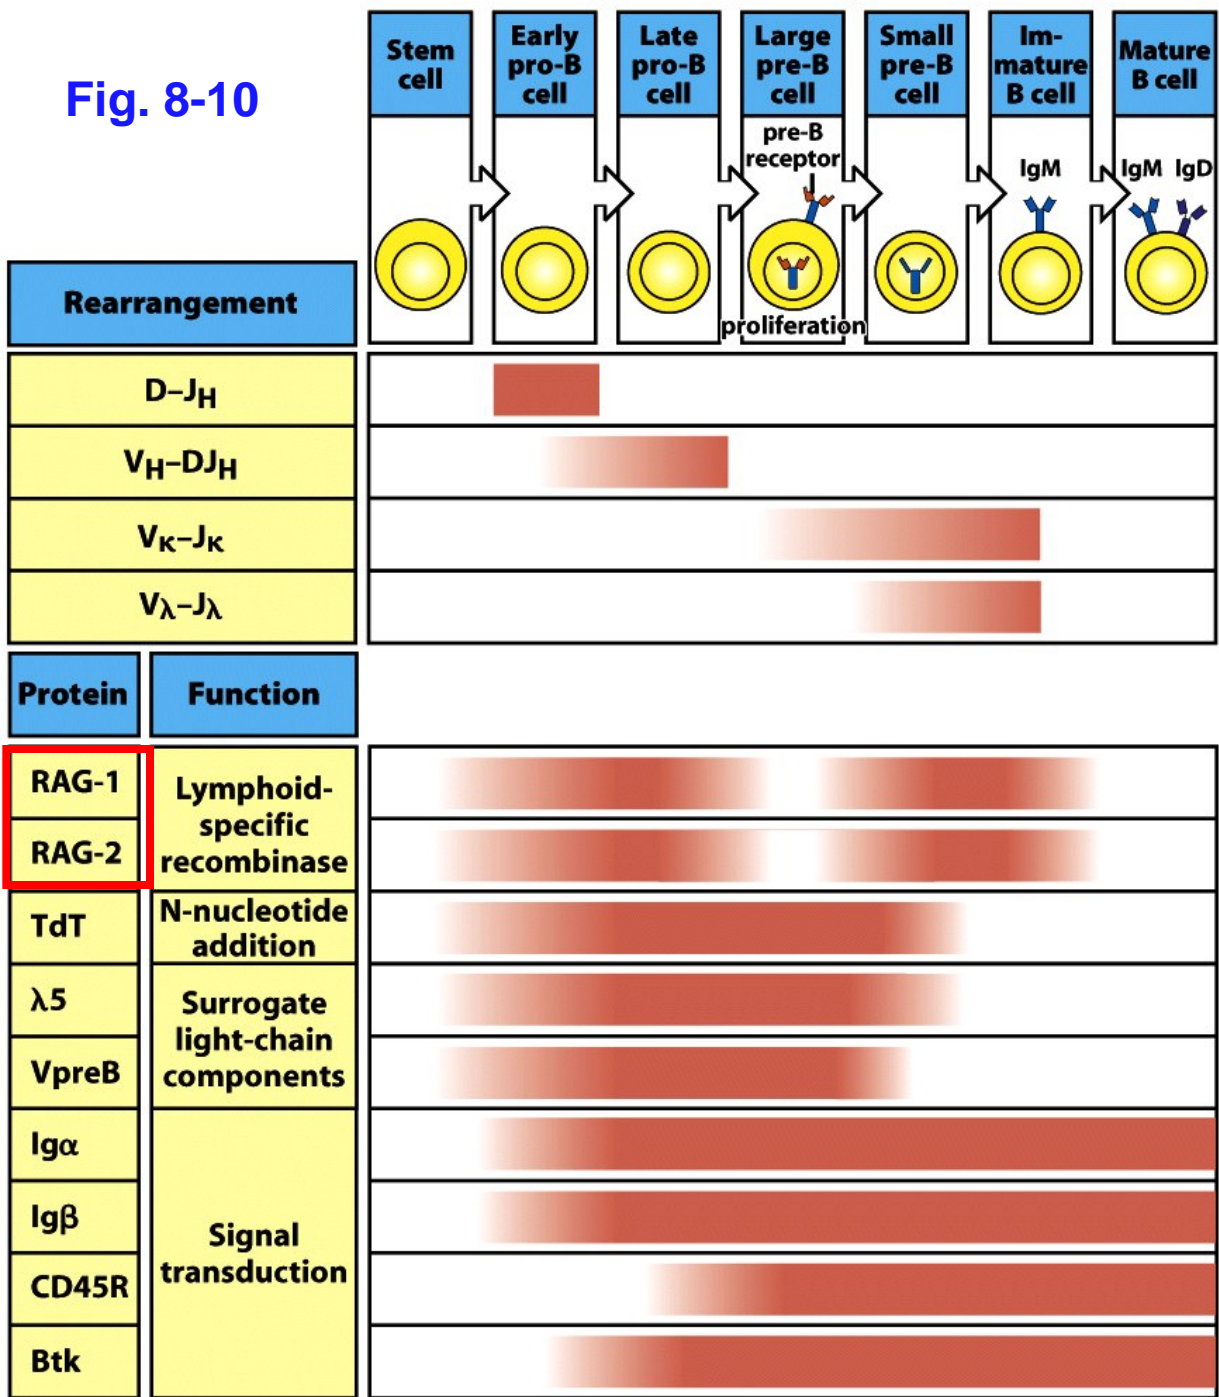 Fig. 8-10
Stem
cell
Early
pro-B
cell
Late
pro-B
cell
Large
pre-B
cell
Small
pre-B
cell
Im-
mature
B cell
Mature
B cell
pre-B
receptor
IgM
IgM IgD
proliferation
Rearrangement
D–JH
VH–DJH
Vκ–Jκ
Vλ–Jλ
Protein
Function
RAG-1
RAG-2
Lymphoid-
specific
recombinase
TdT
N-nucleotide
addition
λ5
VpreB
Surrogate
light-chain
components
Igα
Igβ
CD45R
Btk
Signal
transduction